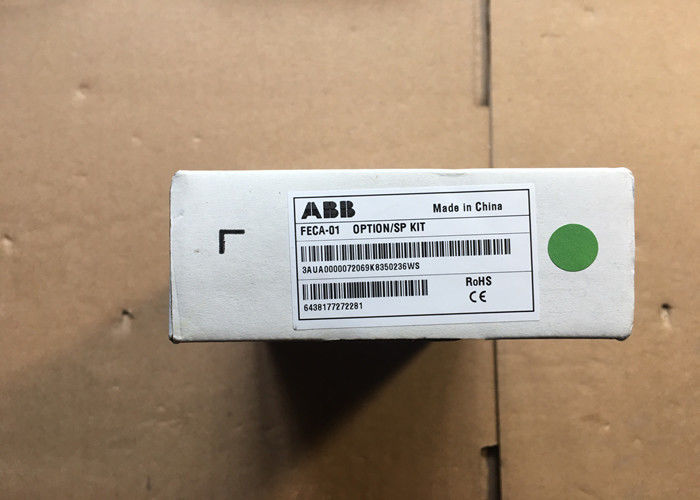 ABB
Made in China
FECA-01 OPTION/SP KIT
3AUA0000072069K8350236WS
RoHS
CE
6438177272281